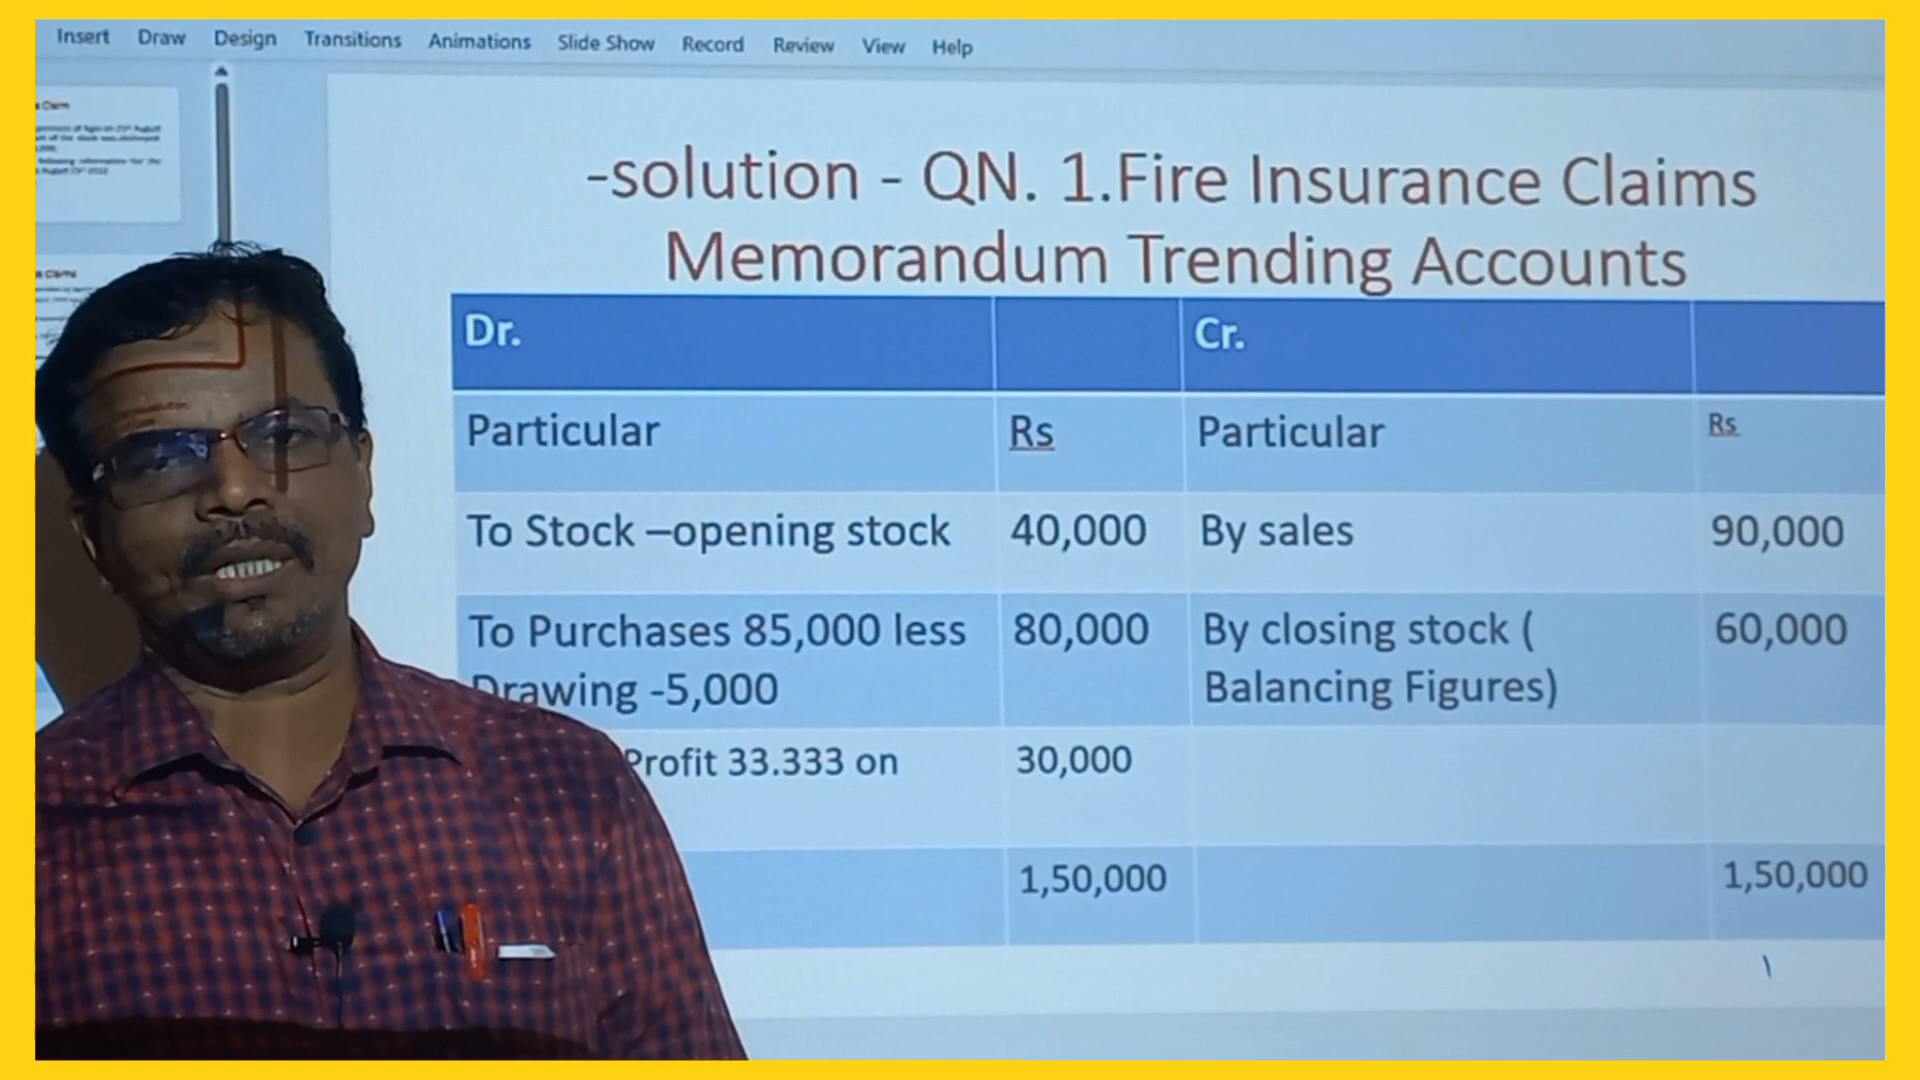 Insert Draw Design Transitions Animations Slide Show Record Review View Help
-solution - QN. 1.Fire Insurance Claims
Memorandum Trending Accounts
Dr. Cr.
Particular Rs Particular Rs
To Stock –opening stock 40,000 By sales 90,000
To Purchases 85,000 less 80,000 By closing stock ( 60,000
Drawing -5,000 Balancing Figures)
Profit 33.333 on 30,000
1,50,000 1,50,000